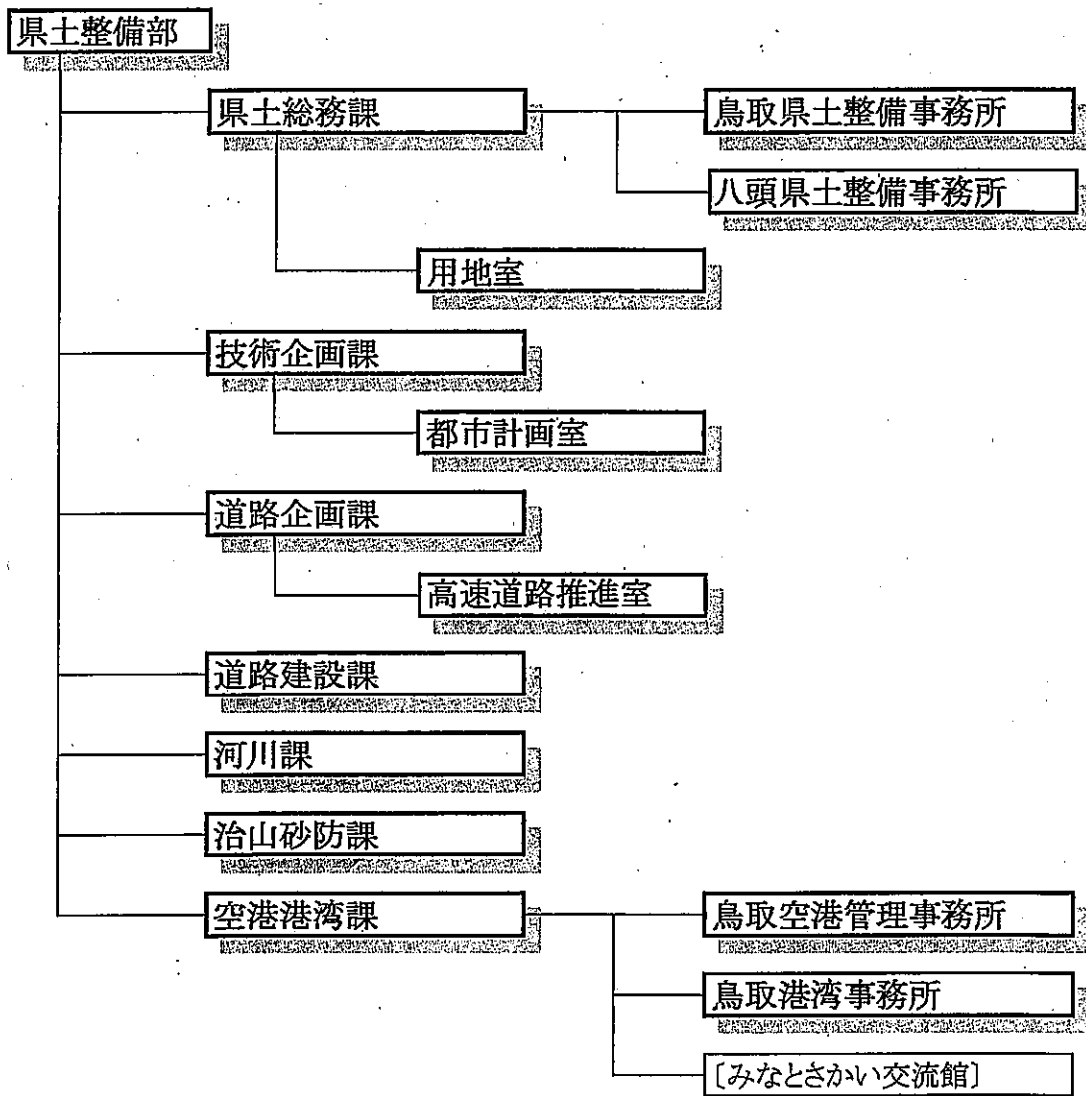 県土整備部
県土総務課
鳥取県土整備事務所
八頭県土整備事務所
用地室
技術企画課
都市計画室
道路企画課
高速道路推進室
道路建設課
河川課
治山砂防課
空港港湾課
鳥取空港管理事務所
鳥取港湾事務所
〔みなとさかい交流館〕